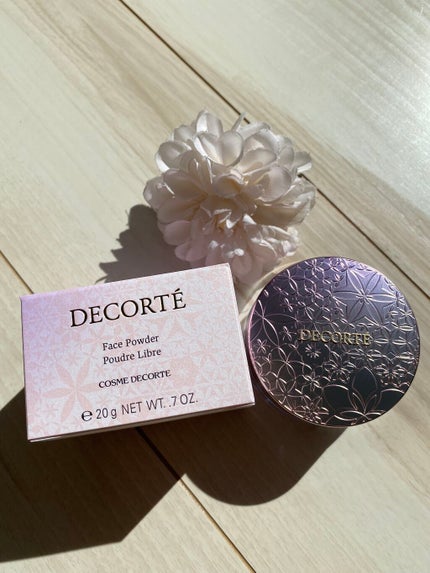 DECORTÉ
Face Powder
Poudre Libre
COSME DECORTE
℮ 20 g NET WT. .7 OZ.
DECORTÉ